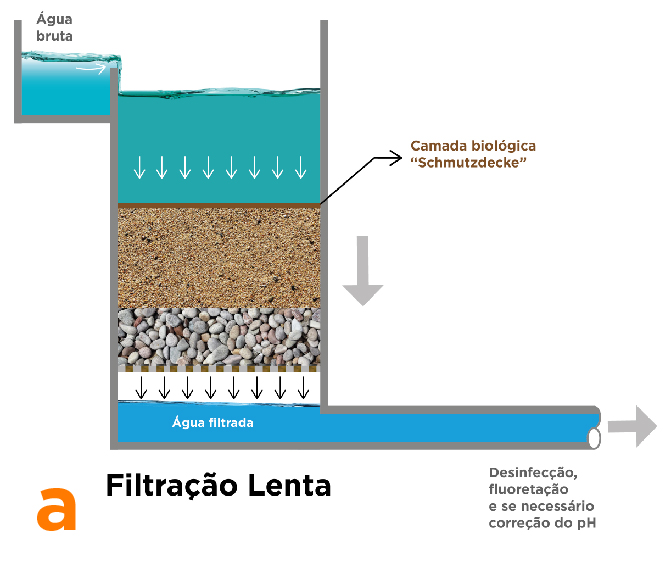 Água
bruta
Camada biológica
“Schmutzdecke”
Água filtrada
a
Filtração Lenta
Desinfecção,
fluoretação
e se necessário
correção do pH